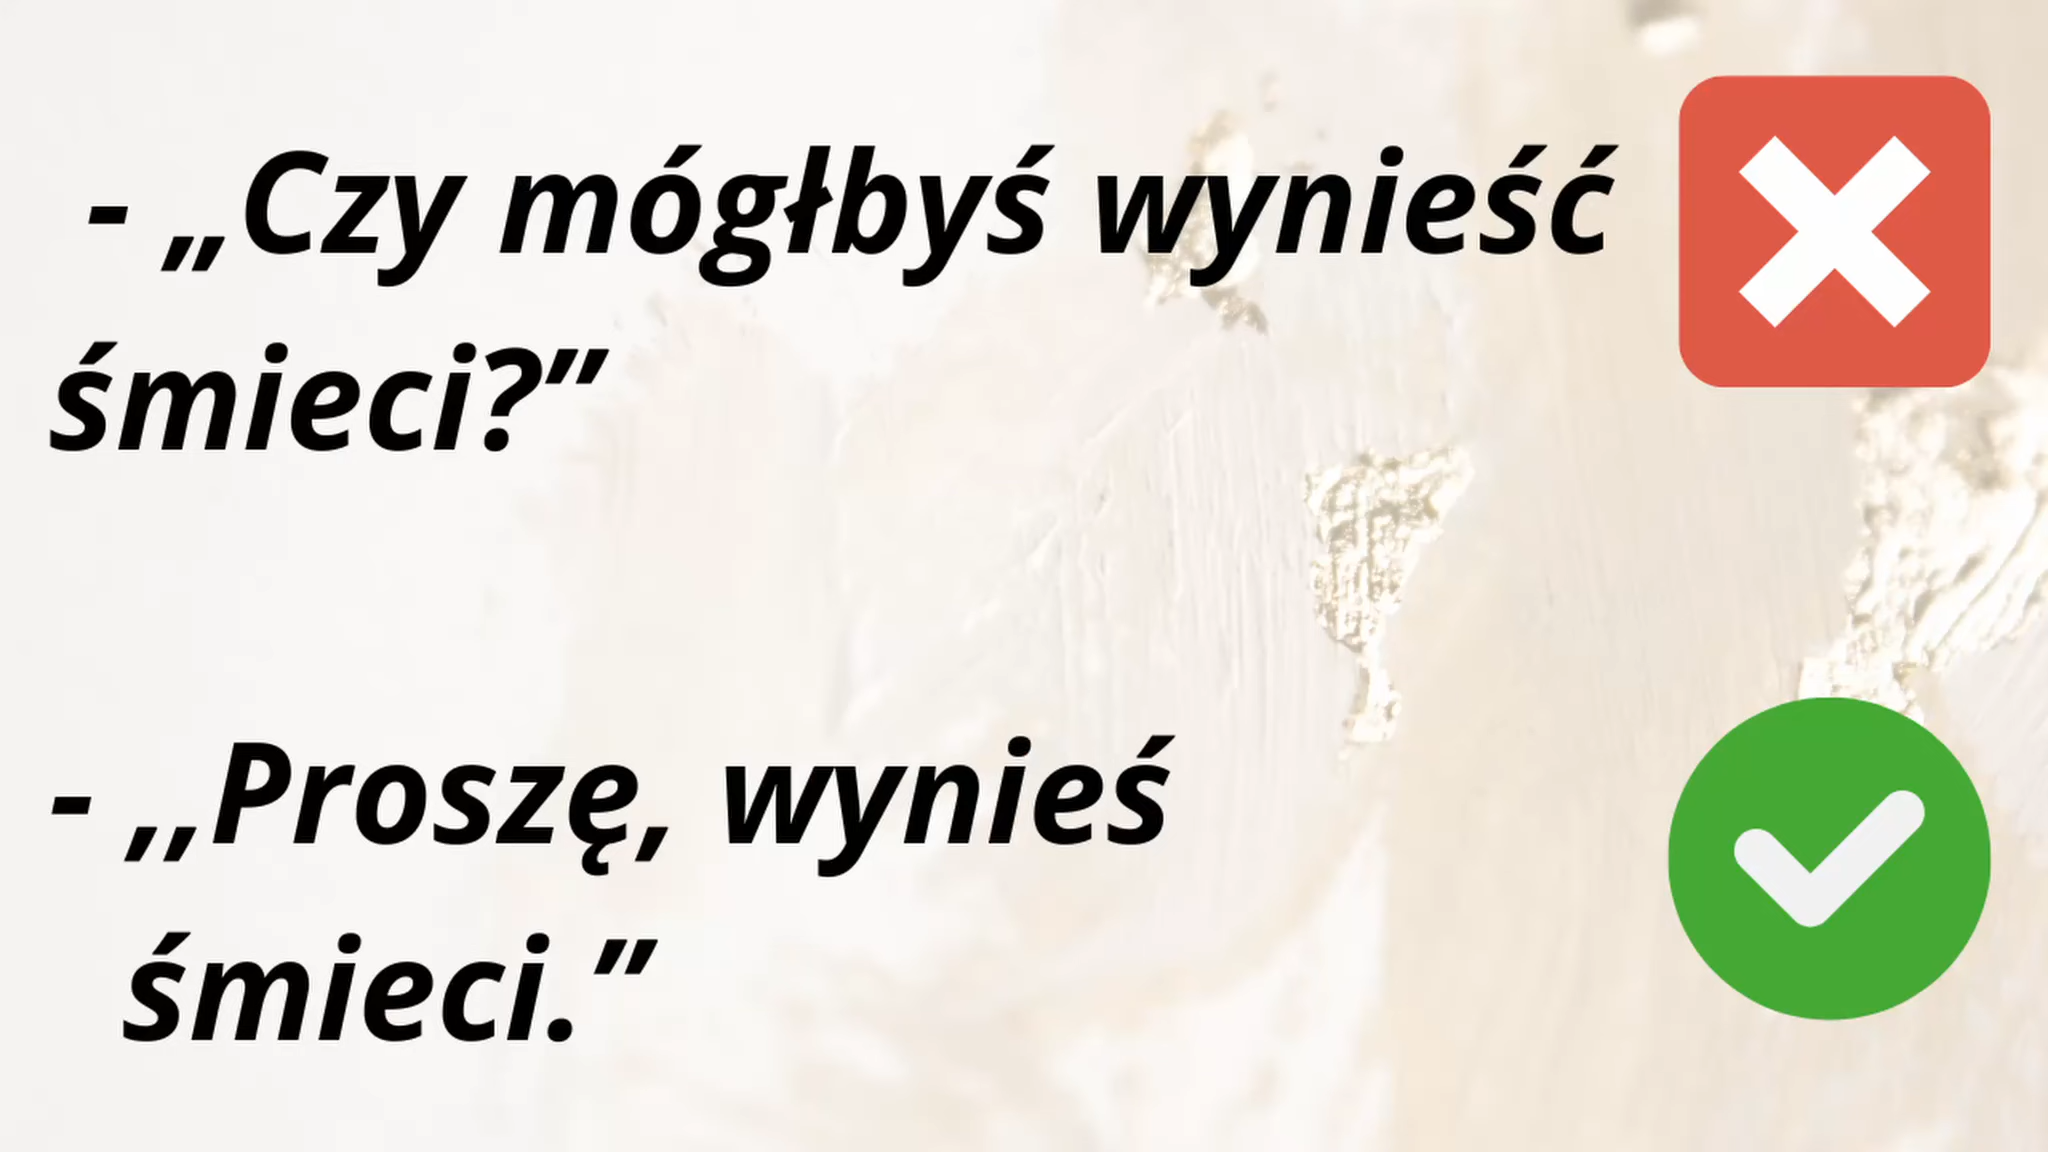 - „Czy mógłbyś wynieść
śmieci?”
- ,,Proszę, wynieś
śmieci.”